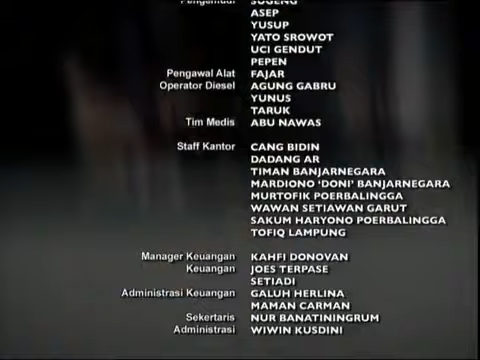 Pengemudi SUGENG
ASEP
YUSUP
YATO SROWOT
UCI GENDUT
PEPEN
Pengawal Alat FAJAR
Operator Diesel AGUNG GABRU
YUNUS
TARUK
Tim Medis ABU NAWAS
Staff Kantor CANG BIDIN
DADANG AR
TIMAN BANJARNEGARA
MARDIONO 'DONI' BANJARNEGARA
MURTOFIK POERBALINGGA
WAWAN SETIAWAN GARUT
SAKUM HARYONO POERBALINGGA
TOFIQ LAMPUNG
Manager Keuangan KAHFI DONOVAN
Keuangan JOES TERPASE
SETIADI
Administrasi Keuangan GALUH HERLINA
MAMAN CARMAN
Sekertaris NUR BANATININGRUM
Administrasi WIWIN KUSDINI